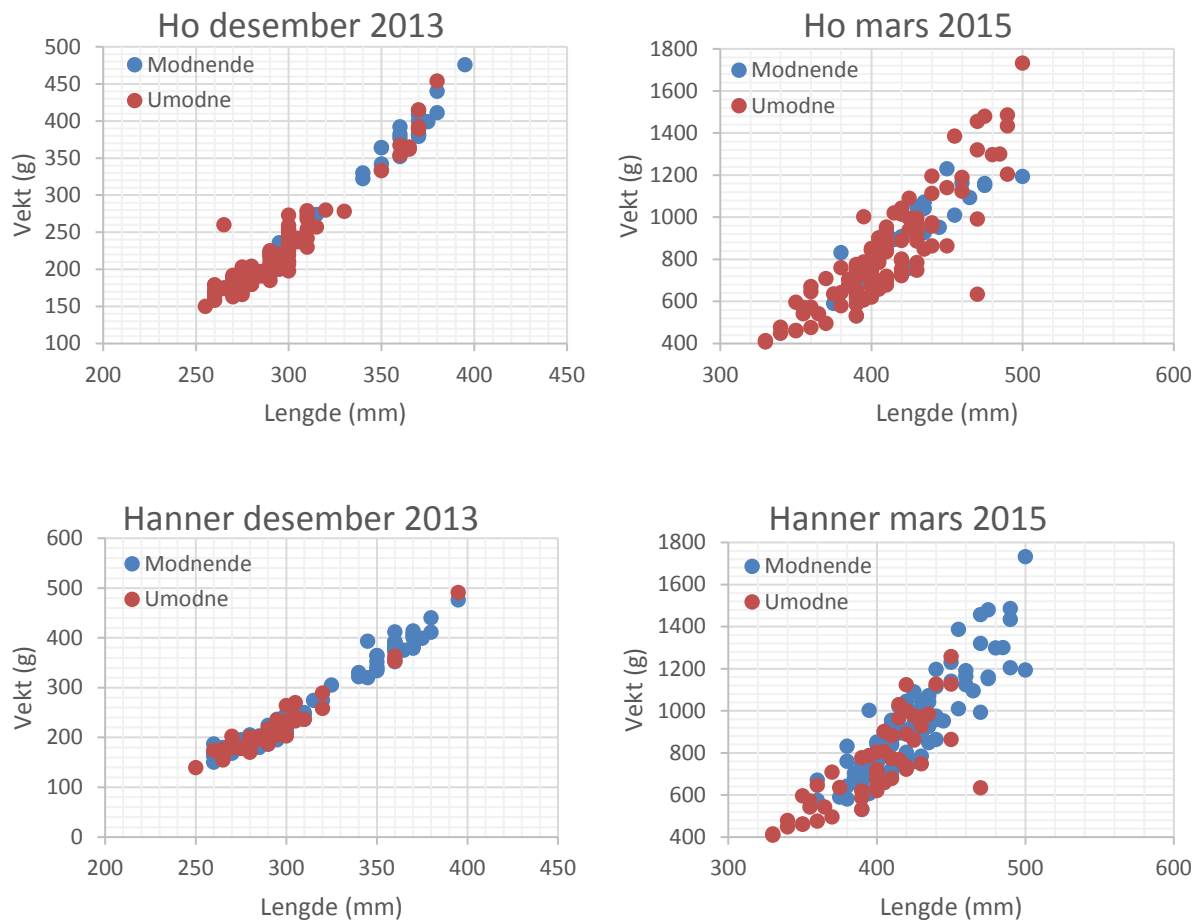 Ho desember 2013
500
450
400
350
300
250
200
150
100
Vekt (g)
Modnende
Umodne
200 250 300 350 400 450
Lengde (mm)
Ho mars 2015
1800
1600
1400
1200
1000
800
600
400
Vekt (g)
Modnende
Umodne
300 400 500 600
Lengde (mm)
Hanner desember 2013
600
500
400
300
200
100
0
Vekt (g)
Modnende
Umodne
200 250 300 350 400 450
Lengde (mm)
Hanner mars 2015
1800
1600
1400
1200
1000
800
600
400
Vekt (g)
Modnende
Umodne
300 400 500 600
Lengde (mm)